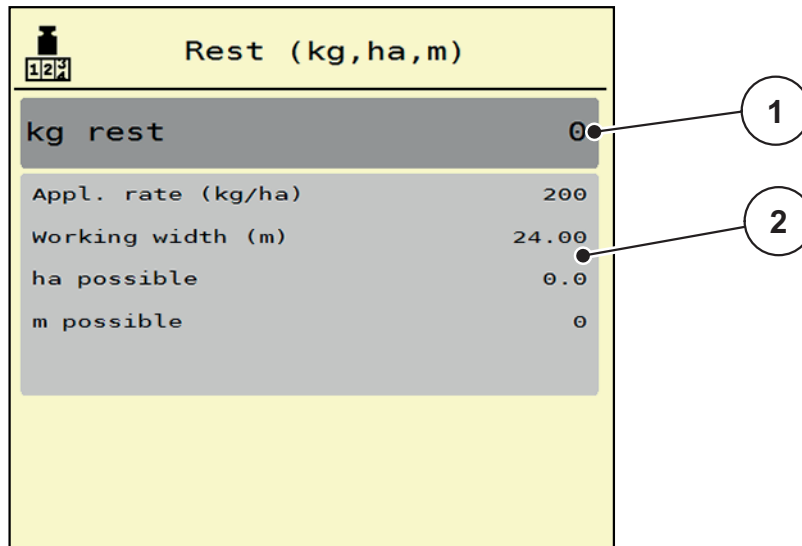 123
Rest (kg,ha,m)
kg rest 0
1
Appl. rate (kg/ha) 200
Working width (m) 24.00
2
ha possible 0.0
m possible 0